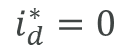 $i_d^* = 0$